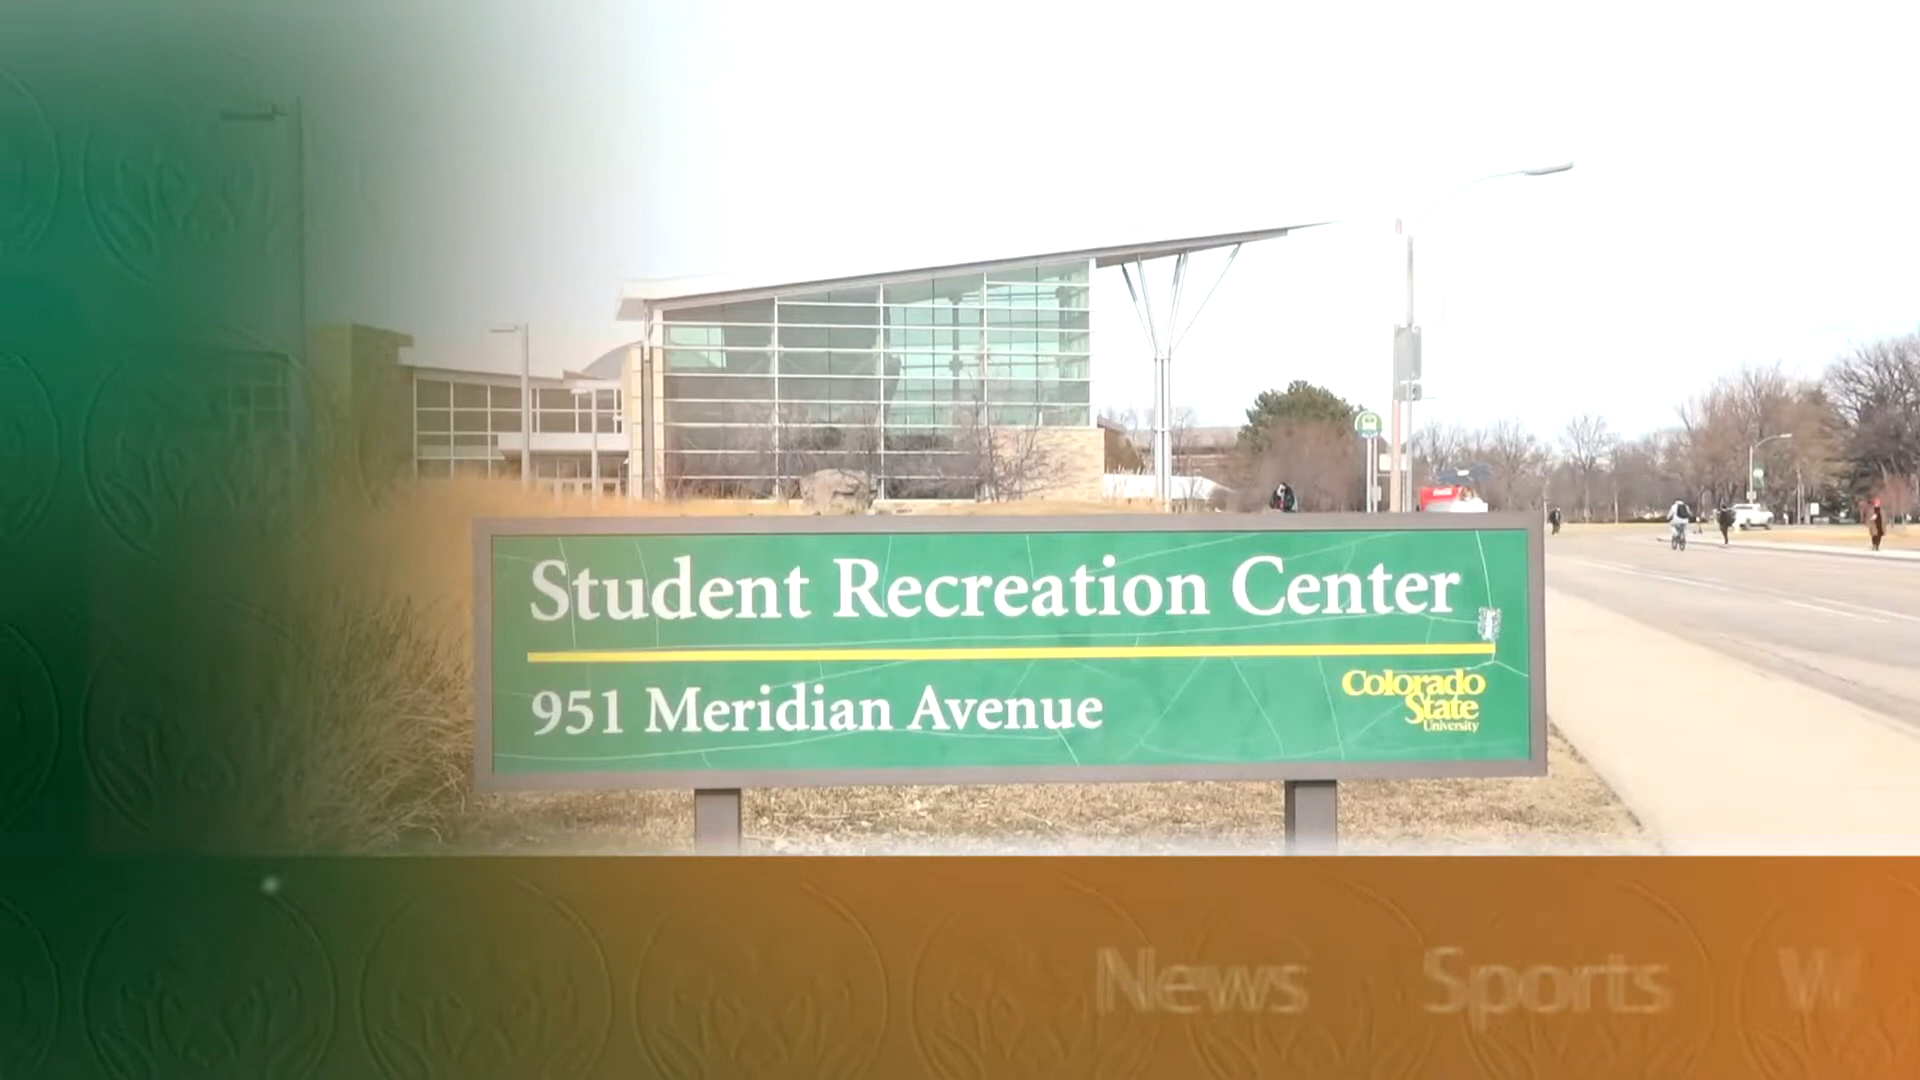 Student Recreation Center
951 Meridian Avenue
Colorado
State
University
News Sports W